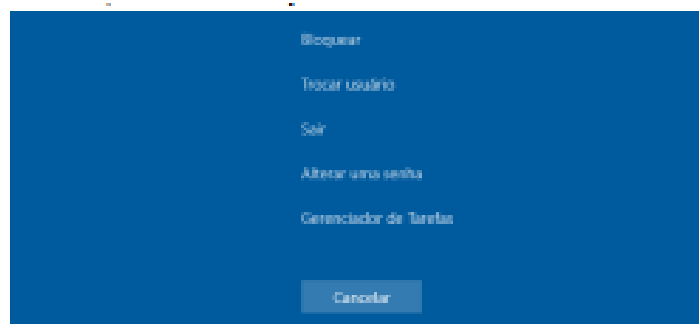 Bloquear
Trocar usuário
Sair
Alterar uma senha
Gerenciador de Tarefas
Cancelar